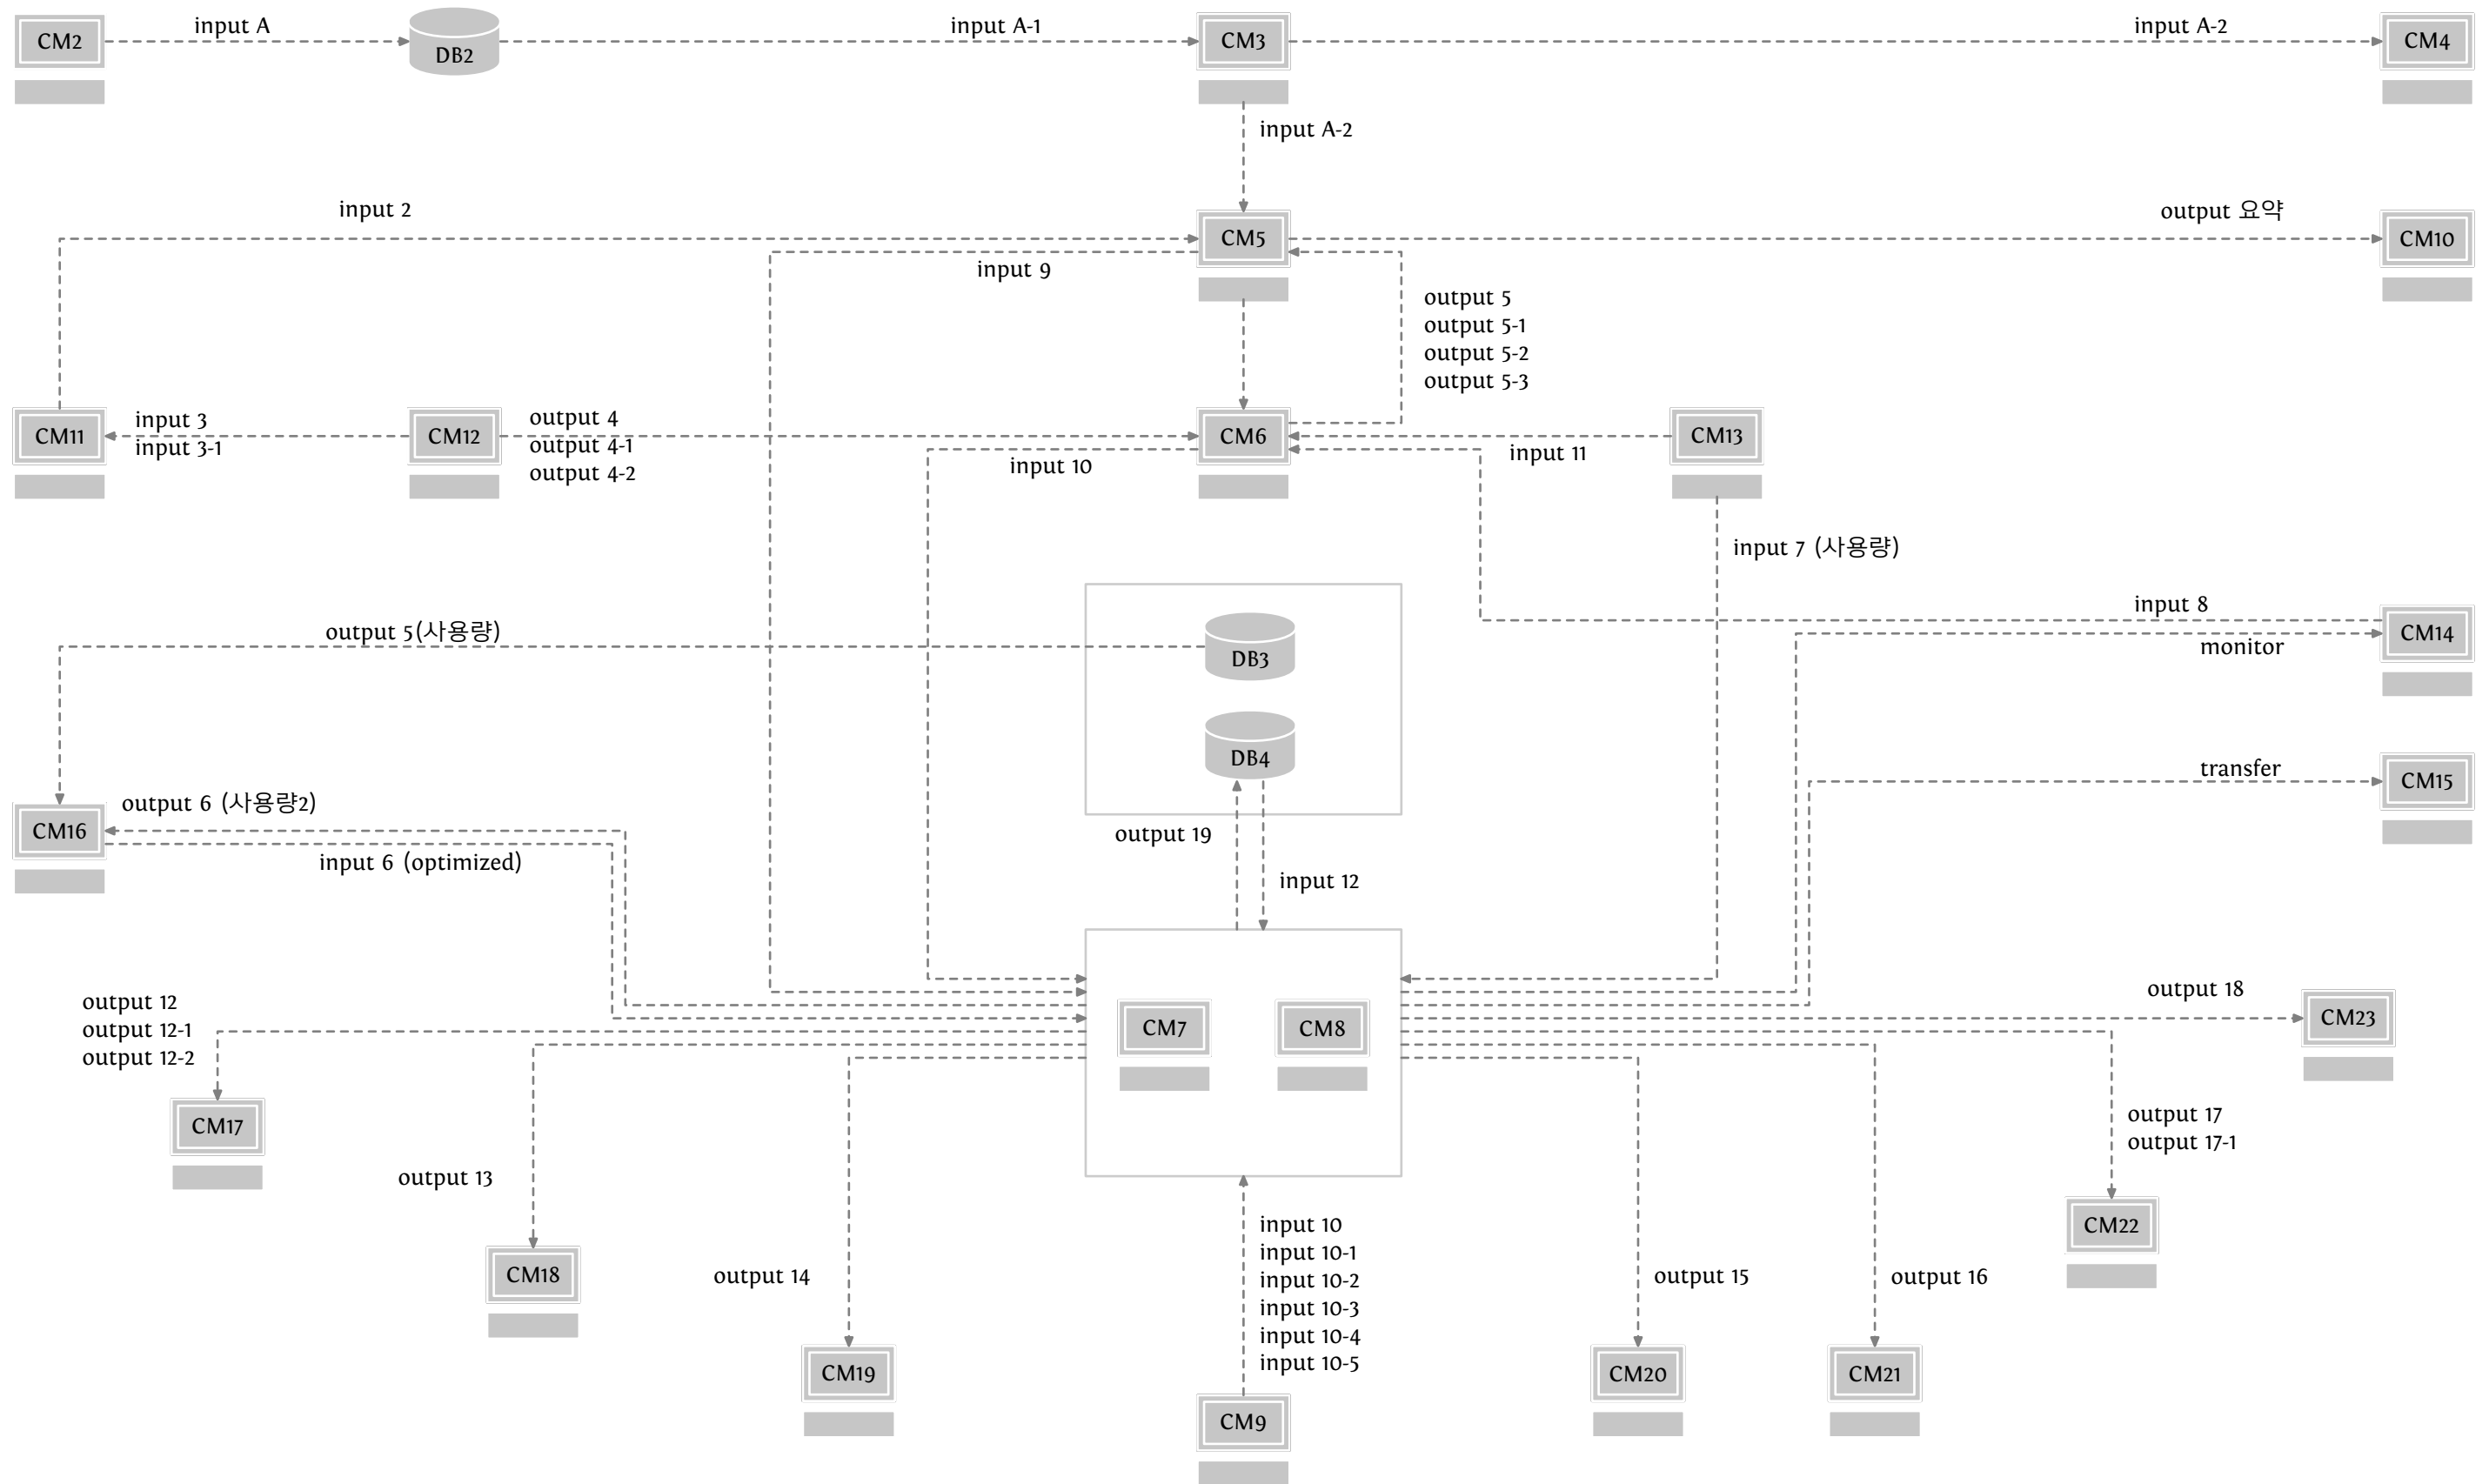 input A
input A-1
input A-2
CM2
DB2
CM3
CM4
input A-2
input 2
output 요약
CM5
CM10
input 9
output 5
output 5-1
output 5-2
output 5-3
input 3
input 3-1
output 4
output 4-1
output 4-2
CM11
CM12
CM6
CM13
input 10
input 11
input 7 (사용량)
input 8
output 5(사용량)
CM14
monitor
DB3
DB4
transfer
CM15
output 6 (사용량2)
CM16
input 6 (optimized)
output 19
input 12
output 12
output 12-1
output 12-2
output 18
CM7
CM8
CM23
CM17
output 17
output 17-1
output 13
CM22
input 10
input 10-1
input 10-2
input 10-3
input 10-4
input 10-5
CM18
output 14
output 15
output 16
CM19
CM20
CM21
CM9